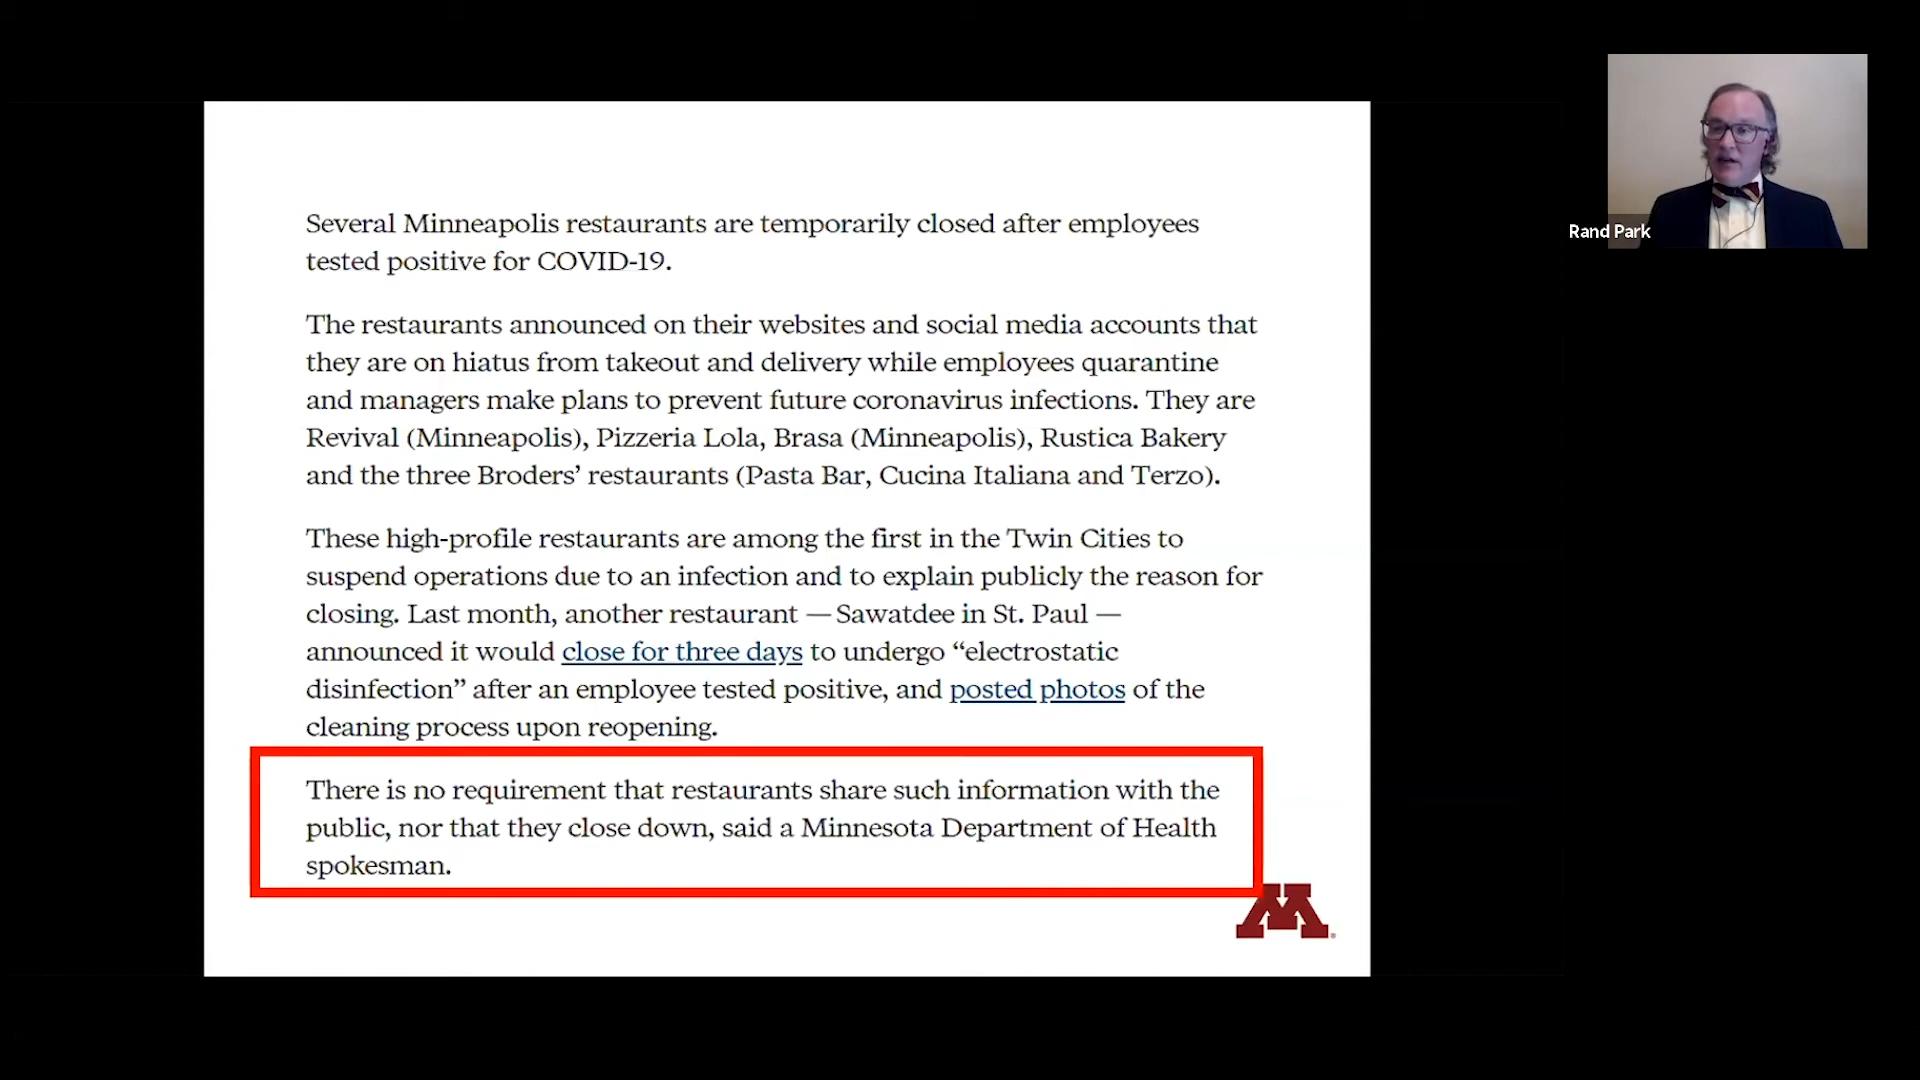 Several Minneapolis restaurants are temporarily closed after employees
tested positive for COVID-19.
The restaurants announced on their websites and social media accounts that
they are on hiatus from takeout and delivery while employees quarantine
and managers make plans to prevent future coronavirus infections. They are
Revival (Minneapolis), Pizzeria Lola, Brasa (Minneapolis), Rustica Bakery
and the three Broders’ restaurants (Pasta Bar, Cucina Italiana and Terzo).
These high-profile restaurants are among the first in the Twin Cities to
suspend operations due to an infection and to explain publicly the reason for
closing. Last month, another restaurant — Sawatdee in St. Paul —
announced it would close for three days to undergo “electrostatic
disinfection” after an employee tested positive, and posted photos of the
cleaning process upon reopening.
There is no requirement that restaurants share such information with the
public, nor that they close down, said a Minnesota Department of Health
spokesman.
M
Rand Park